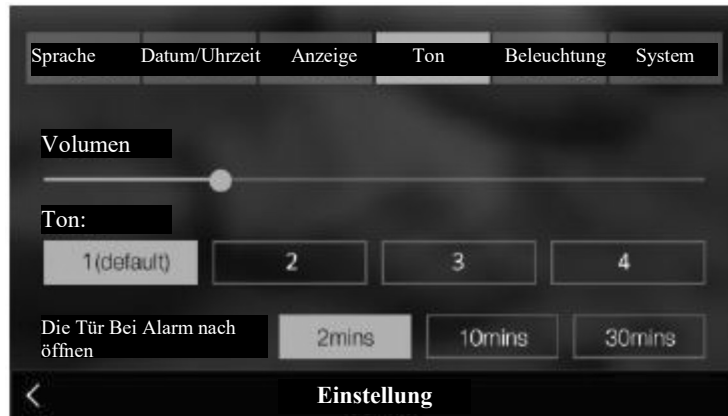 Sprache Datum/Uhrzeit Anzeige Ton Beleuchtung System
Volumen
Ton:
1(default) 2 3 4
Die Tür Bei Alarm nach
öffnen
2mins 10mins 30mins
Einstellung